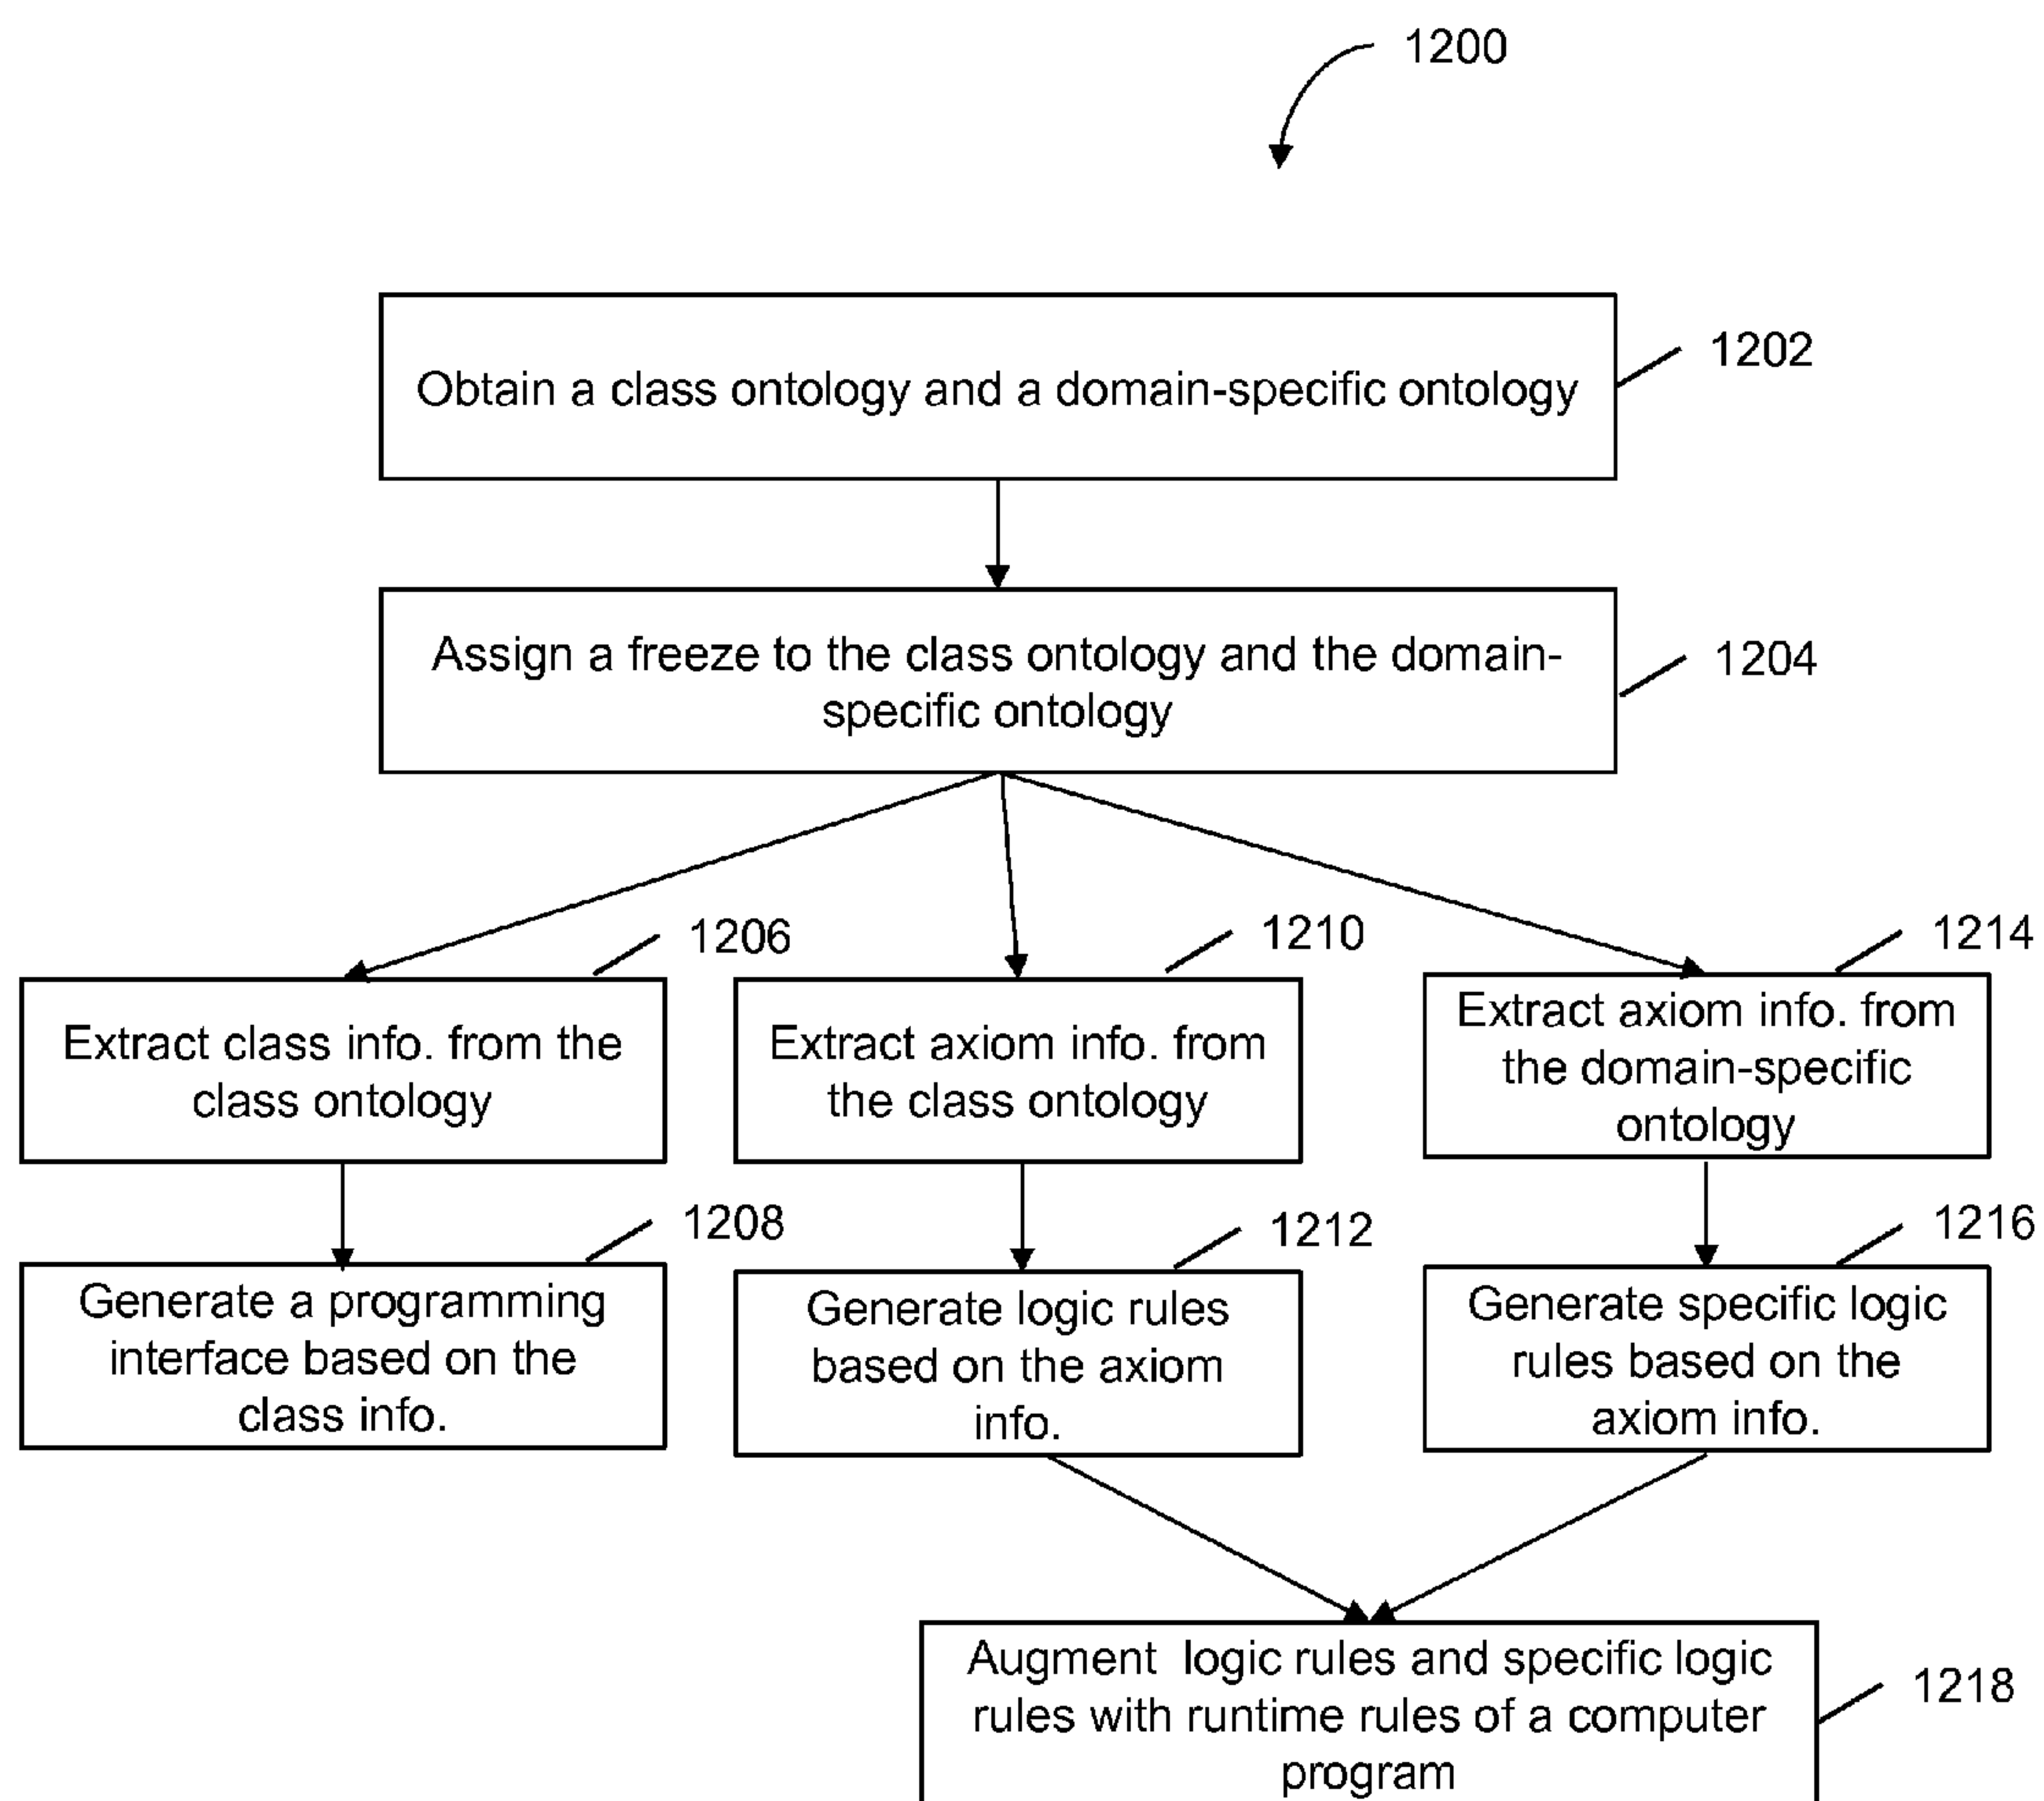 1200
Obtain a class ontology and a domain-specific ontology
1202
Assign a freeze to the class ontology and the domain-
specific ontology
1204
1206
Extract class info. from the
class ontology
1210
Extract axiom info. from
the class ontology
1214
Extract axiom info. from
the domain-specific
ontology
1208
Generate a programming
interface based on the
class info.
1212
Generate logic rules
based on the axiom
info.
1216
Generate specific logic
rules based on the
axiom info.
Augment logic rules and specific logic
rules with runtime rules of a computer
program
1218